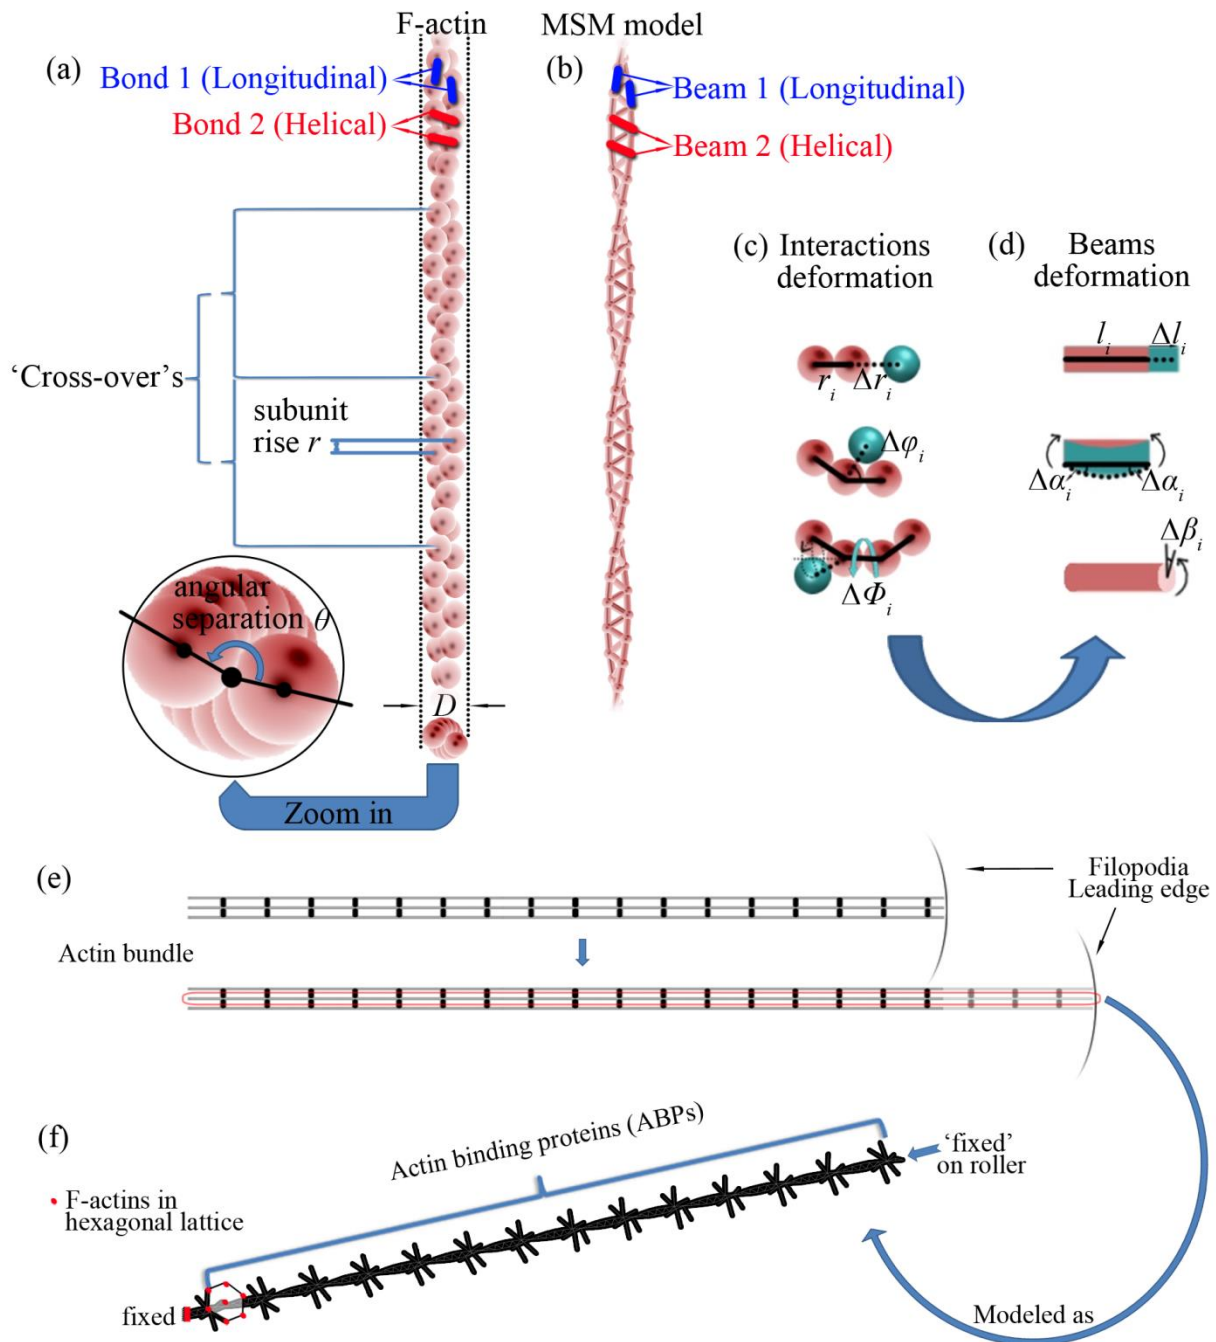 F-actin
MSM model
(a)
Bond 1 (Longitudinal)
Bond 2 (Helical)
(b)
Beam 1 (Longitudinal)
Beam 2 (Helical)
‘Cross-over’s
subunit
rise r
angular
separation θ
D
Zoom in
(c) Interactions
deformation
r_i Δr_i
Δφ_i
ΔΦ_i
(d) Beams
deformation
l_i Δl_i
Δα_i Δα_i
Δβ_i
(e)
Filopodia
Leading edge
Actin bundle
(f)
Actin binding proteins (ABPs)
‘fixed’
on roller
F-actins in
hexagonal lattice
fixed
Modeled as